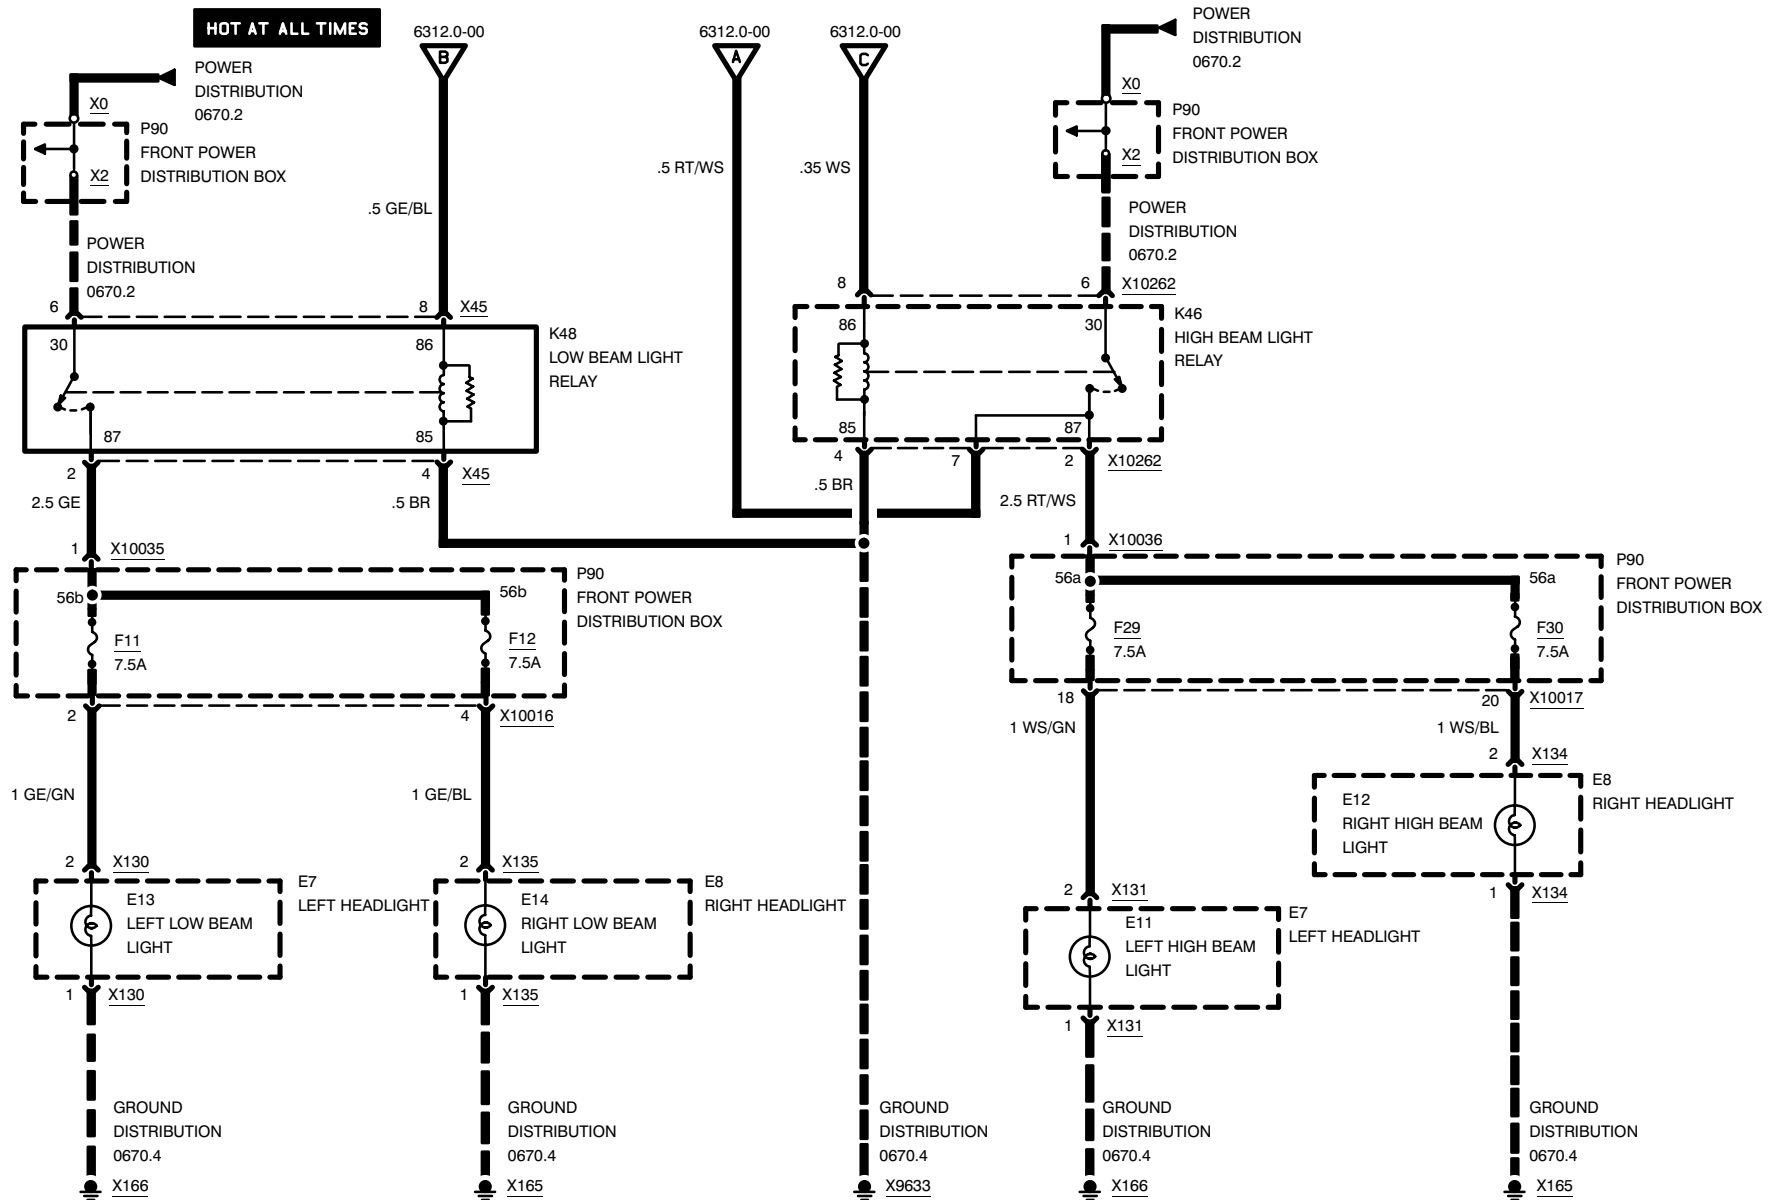 HOT AT ALL TIMES
6312.0-00
6312.0-00
6312.0-00
B
A
C
POWER
DISTRIBUTION
0670.2
POWER
DISTRIBUTION
0670.2
X0
P90
FRONT POWER
DISTRIBUTION BOX
X2
X0
P90
FRONT POWER
DISTRIBUTION BOX
X2
.5 GE/BL
.5 RT/WS
.35 WS
POWER
DISTRIBUTION
0670.2
POWER
DISTRIBUTION
0670.2
6
8
X45
8
6
X10262
30
86
K48
LOW BEAM LIGHT
RELAY
87
85
86
30
K46
HIGH BEAM LIGHT
RELAY
85
87
2
4
X45
4
7
2
X10262
2.5 GE
.5 BR
.5 BR
2.5 RT/WS
1
X10035
1
X10036
56b
56b
P90
FRONT POWER
DISTRIBUTION BOX
F11
7.5A
F12
7.5A
56a
56a
P90
FRONT POWER
DISTRIBUTION BOX
F29
7.5A
F30
7.5A
2
4
X10016
18
20
X10017
1 WS/GN
1 WS/BL
2
X134
1 GE/GN
1 GE/BL
E12
RIGHT HIGH BEAM
LIGHT
E8
RIGHT HEADLIGHT
1
X134
2
X130
2
X135
2
X131
E13
LEFT LOW BEAM
LIGHT
E7
LEFT HEADLIGHT
E14
RIGHT LOW BEAM
LIGHT
E8
RIGHT HEADLIGHT
E11
LEFT HIGH BEAM
LIGHT
E7
LEFT HEADLIGHT
1
X130
1
X135
1
X131
GROUND
DISTRIBUTION
0670.4
GROUND
DISTRIBUTION
0670.4
GROUND
DISTRIBUTION
0670.4
GROUND
DISTRIBUTION
0670.4
GROUND
DISTRIBUTION
0670.4
X166
X165
X9633
X166
X165